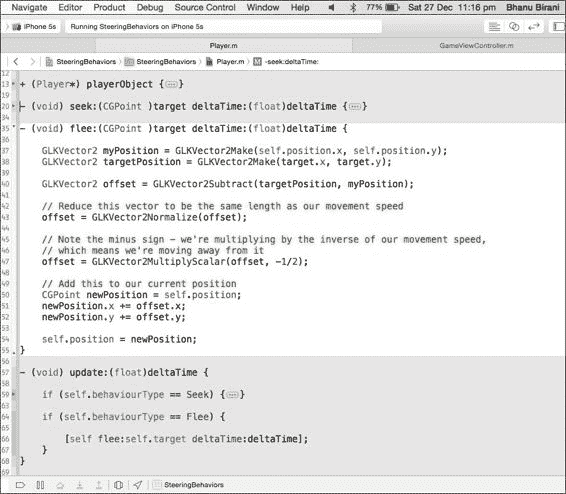 Navigate Editor Product Debug Source Control Window Help 77% Sat 27 Dec 11:16 pm Bhanu Birani
iPhone 5s Running SteeringBehaviors on iPhone 5s
Player.m GameViewController.m
SteeringBehaviors SteeringBehaviors Player.m -seek:deltaTime:
12
13 + (Player*) playerObject {...}
19
20 - (void) seek:(CGPoint )target deltaTime:(float)deltaTime {...}
34
35 - (void) flee:(CGPoint )target deltaTime:(float)deltaTime {
36
37 GLKVector2 myPosition = GLKVector2Make(self.position.x, self.position.y);
38 GLKVector2 targetPosition = GLKVector2Make(target.x, target.y);
39
40 GLKVector2 offset = GLKVector2Subtract(targetPosition, myPosition);
41
42 // Reduce this vector to be the same length as our movement speed
43 offset = GLKVector2Normalize(offset);
44
45 // Note the minus sign – we're multiplying by the inverse of our movement speed,
46 // which means we're moving away from it
47 offset = GLKVector2MultiplyScalar(offset, -1/2);
48
49 // Add this to our current position
50 CGPoint newPosition = self.position;
51 newPosition.x += offset.x;
52 newPosition.y += offset.y;
53
54 self.position = newPosition;
55 }
56
57 - (void) update:(float)deltaTime {
58
59 if (self.behaviourType == Seek) {...}
63
64 if (self.behaviourType == Flee) {
65
66 [self flee:self.target deltaTime:deltaTime];
67 }
68 }
69
SteeringBehaviors